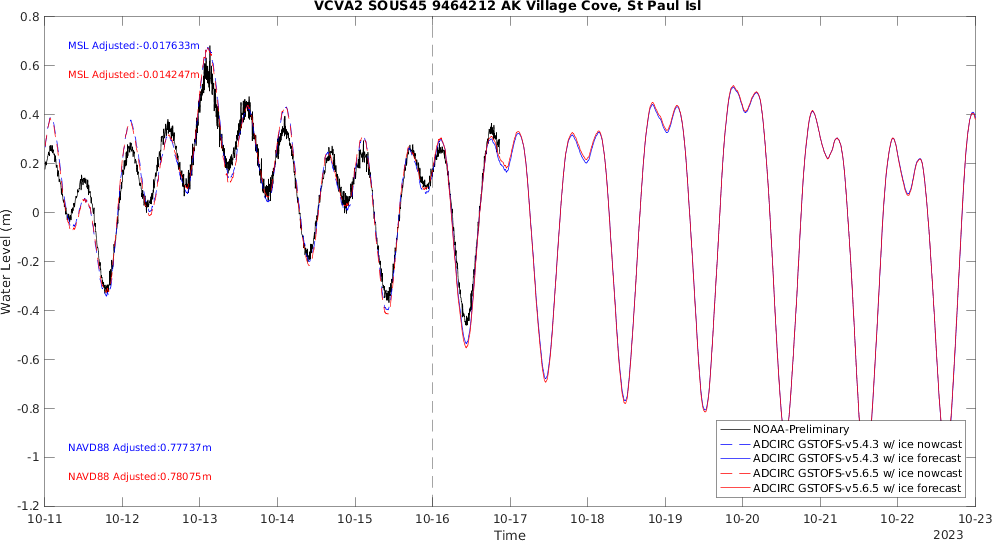 VCVA2 SOUS45 9464212 AK Village Cove, St Paul Isl
MSL Adjusted:-0.017633m
MSL Adjusted:-0.014247m
NAVD88 Adjusted:0.77737m
NAVD88 Adjusted:0.78075m
Water Level (m)
0.8
0.6
0.4
0.2
0
-0.2
-0.4
-0.6
-0.8
-1
-1.2
NOAA-Preliminary
ADCIRC GSTOFS-v5.4.3 w/ ice nowcast
ADCIRC GSTOFS-v5.4.3 w/ ice forecast
ADCIRC GSTOFS-v5.6.5 w/ ice nowcast
ADCIRC GSTOFS-v5.6.5 w/ ice forecast
10-11 10-12 10-13 10-14 10-15 10-16 10-17 10-18 10-19 10-20 10-21 10-22 10-23
Time
2023